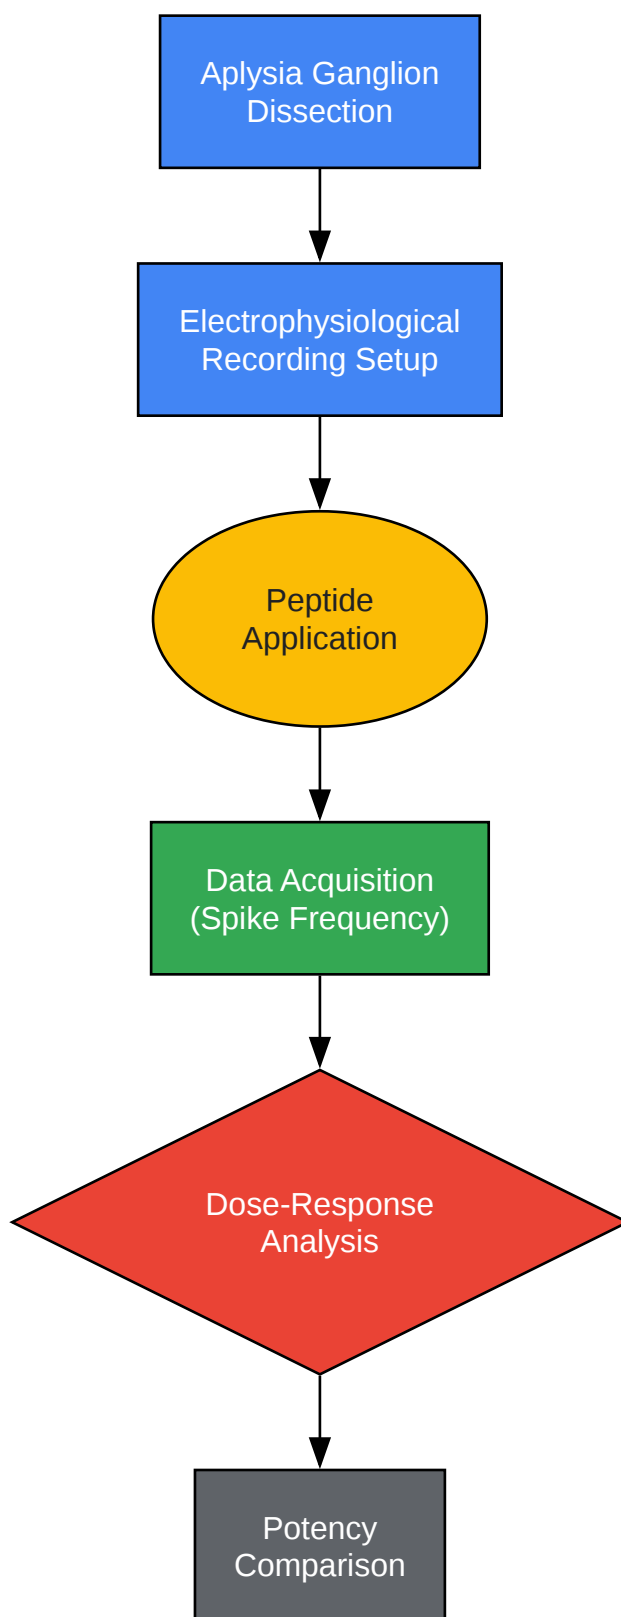 Aplysia Ganglion
Dissection
Electrophysiological
Recording Setup
Peptide
Application
Data Acquisition
(Spike Frequency)
Dose-Response
Analysis
Potency
Comparison